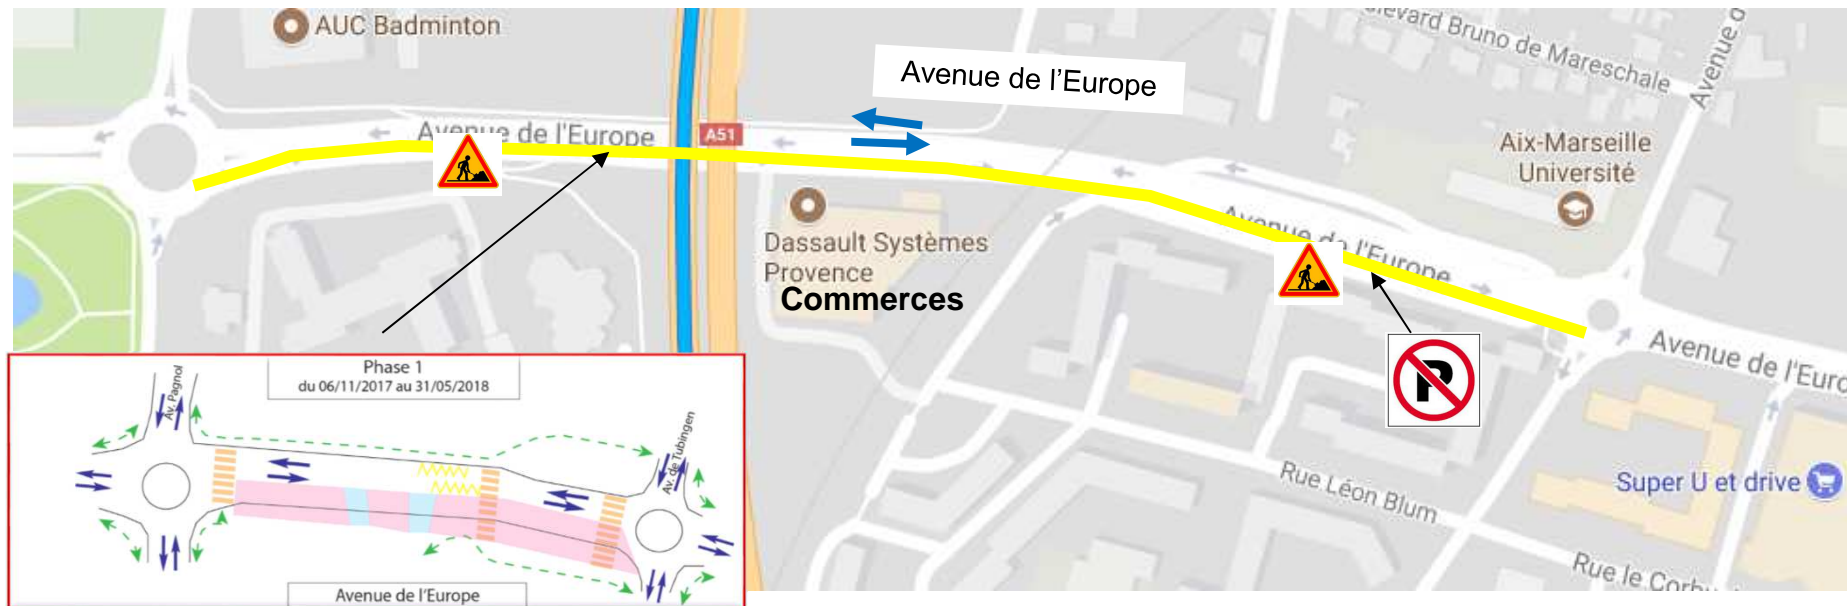 AUC Badminton
Avenue de l'Europe
A51
Avenue de l'Europe
Boulevard Bruno de Mareschale
Avenue
Aix-Marseille
Université
Dassault Systèmes
Provence
Commerces
Avenue de l'Europe
P
Avenue de l'Euro
Super U et drive
Rue Léon Blum
Rue le Corbu
Phase 1
du 06/11/2017 au 31/05/2018
Av. Pagnol
Av. de Tubingen
Avenue de l'Europe